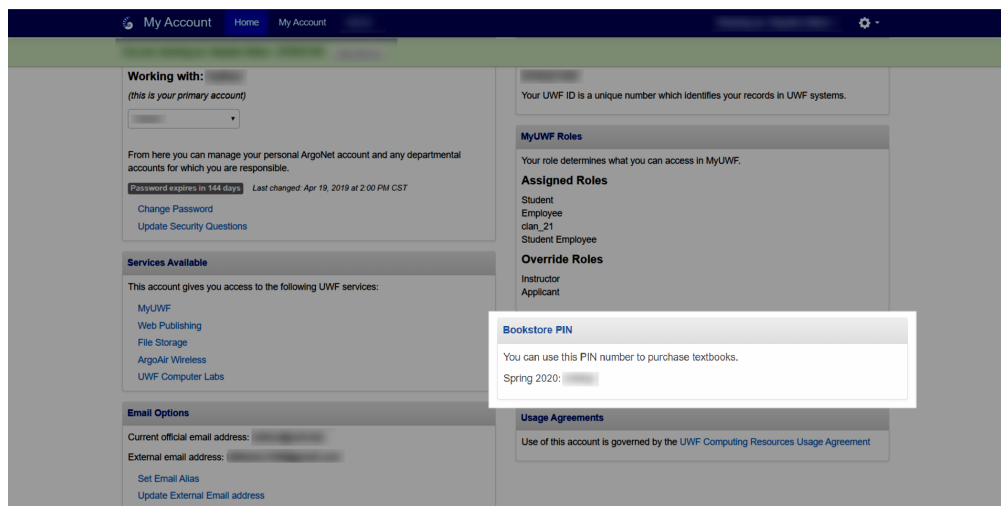 My Account Home My Account
Working with:
(this is your primary account)
From here you can manage your personal ArgoNet account and any departmental
accounts for which you are responsible.
Password expires in 144 days Last changed: Apr 19, 2019 at 2:00 PM CST
Change Password
Update Security Questions
Services Available
This account gives you access to the following UWF services:
MyUWF
Web Publishing
File Storage
ArgoAir Wireless
UWF Computer Labs
Email Options
Current official email address:
External email address:
Set Email Alias
Update External Email address
Your UWF ID is a unique number which identifies your records in UWF systems.
MyUWF Roles
Your role determines what you can access in MyUWF.
Assigned Roles
Student
Employee
clan_21
Student Employee
Override Roles
Instructor
Applicant
Bookstore PIN
You can use this PIN number to purchase textbooks.
Spring 2020:
Usage Agreements
Use of this account is governed by the UWF Computing Resources Usage Agreement